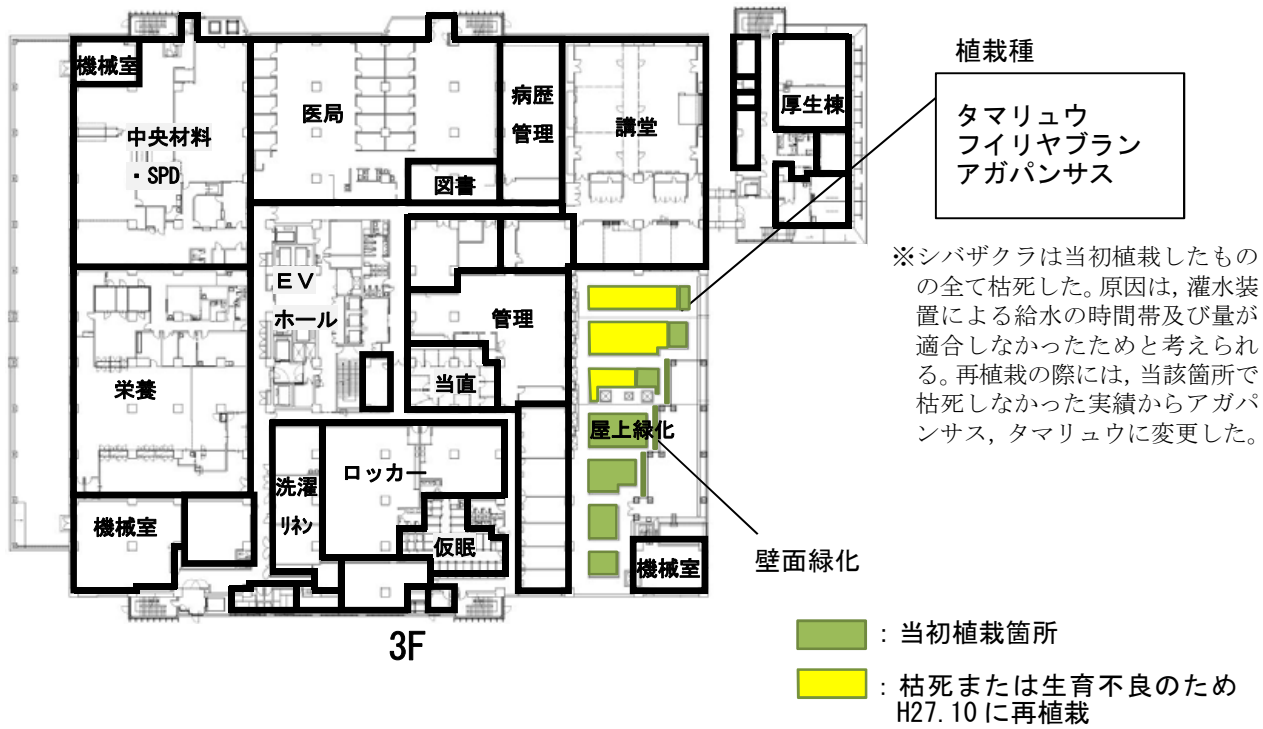 機械室
中央材料
・SPD
医局
図書
病歴
管理
講堂
厚生棟
植栽種
タマリュウ
フイリヤブラン
アガパンサス
※シバザクラは当初植栽したもの
の全て枯死した。原因は,灌水装
置による給水の時間帯及び量が
適合しなかったためと考えられ
る。再植栽の際には,当該箇所で
枯死しなかった実績からアガパ
ンサス,タマリュウに変更した。
EV
ホール
管理
当直
栄養
屋上緑化
洗濯
リネン
ロッカー
仮眠
機械室
機械室
壁面緑化
3F
:当初植栽箇所
:枯死または生育不良のため
H27.10に再植栽